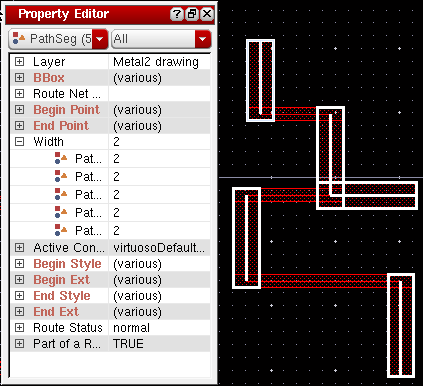 Property Editor
PathSeg (5 All
Layer Metal2 drawing
BBox (various)
Route Net ...
Begin Point (various)
End Point (various)
Width 2
Pat... 2
Pat... 2
Pat... 2
Pat... 2
Pat... 2
Active Con... virtuosoDefault...
Begin Style (various)
Begin Ext (various)
End Style (various)
End Ext (various)
Route Status normal
Part of a R... TRUE